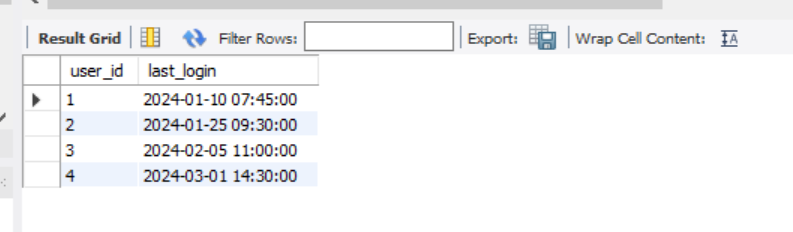 Result Grid Filter Rows: Export: Wrap Cell Content: IA
user_id last_login
1 2024-01-10 07:45:00
2 2024-01-25 09:30:00
3 2024-02-05 11:00:00
4 2024-03-01 14:30:00